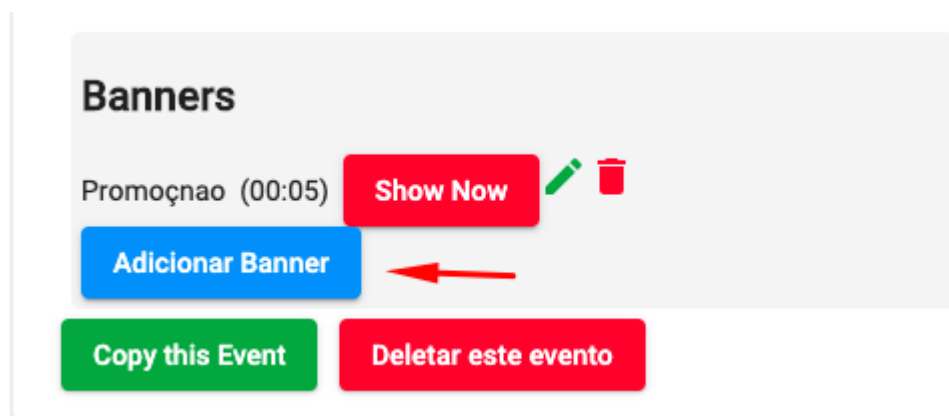 Banners
Promoçnao (00:05) Show Now
Adicionar Banner
Copy this Event Deletar este evento